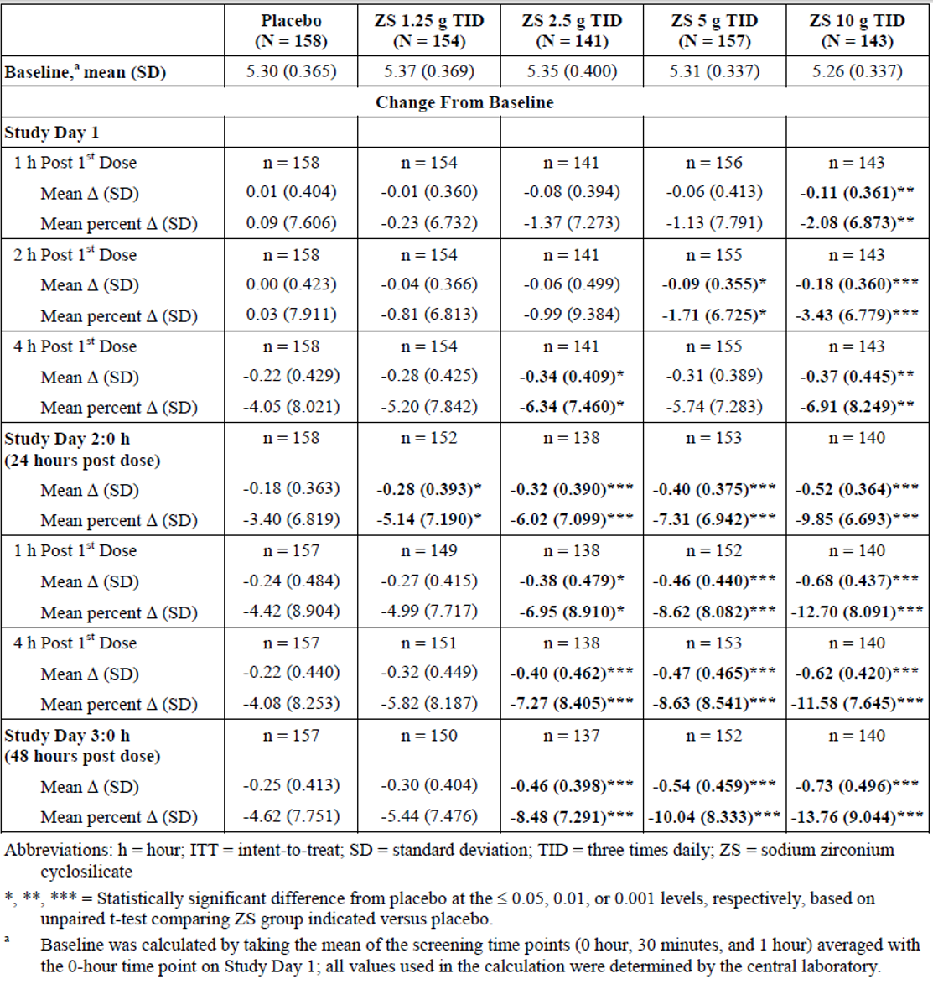 Placebo ZS 1.25 g TID ZS 2.5 g TID ZS 5 g TID ZS 10 g TID
(N = 158) (N = 154) (N = 141) (N = 157) (N = 143)
Baseline,a mean (SD) 5.30 (0.365) 5.37 (0.369) 5.35 (0.400) 5.31 (0.337) 5.26 (0.337)
Change From Baseline
Study Day 1
1 h Post 1st Dose n = 158 n = 154 n = 141 n = 156 n = 143
Mean Δ (SD) 0.01 (0.404) -0.01 (0.360) -0.08 (0.394) -0.06 (0.413) -0.11 (0.361)**
Mean percent Δ (SD) 0.09 (7.606) -0.23 (6.732) -1.37 (7.273) -1.13 (7.791) -2.08 (6.873)**
2 h Post 1st Dose n = 158 n = 154 n = 141 n = 155 n = 143
Mean Δ (SD) 0.00 (0.423) -0.04 (0.366) -0.06 (0.499) -0.09 (0.355)* -0.18 (0.360)***
Mean percent Δ (SD) 0.03 (7.911) -0.81 (6.813) -0.99 (9.384) -1.71 (6.725)* -3.43 (6.779)***
4 h Post 1st Dose n = 158 n = 154 n = 141 n = 155 n = 143
Mean Δ (SD) -0.22 (0.429) -0.28 (0.425) -0.34 (0.409)* -0.31 (0.389) -0.37 (0.445)**
Mean percent Δ (SD) -4.05 (8.021) -5.20 (7.842) -6.34 (7.460)* -5.74 (7.283) -6.91 (8.249)**
Study Day 2:0 h n = 158 n = 152 n = 138 n = 153 n = 140
(24 hours post dose)
Mean Δ (SD) -0.18 (0.363) -0.28 (0.393)* -0.32 (0.390)*** -0.40 (0.375)*** -0.52 (0.364)***
Mean percent Δ (SD) -3.40 (6.819) -5.14 (7.190)* -6.02 (7.099)*** -7.31 (6.942)*** -9.85 (6.693)***
1 h Post 1st Dose n = 157 n = 149 n = 138 n = 152 n = 140
Mean Δ (SD) -0.24 (0.484) -0.27 (0.415) -0.38 (0.479)* -0.46 (0.440)*** -0.68 (0.437)***
Mean percent Δ (SD) -4.42 (8.904) -4.99 (7.717) -6.95 (8.910)* -8.62 (8.082)*** -12.70 (8.091)***
4 h Post 1st Dose n = 157 n = 151 n = 138 n = 153 n = 140
Mean Δ (SD) -0.22 (0.440) -0.32 (0.449) -0.40 (0.462)*** -0.47 (0.465)*** -0.62 (0.420)***
Mean percent Δ (SD) -4.08 (8.253) -5.82 (8.187) -7.27 (8.405)*** -8.63 (8.541)*** -11.58 (7.645)***
Study Day 3:0 h n = 157 n = 150 n = 137 n = 152 n = 140
(48 hours post dose)
Mean Δ (SD) -0.25 (0.413) -0.30 (0.404) -0.46 (0.398)*** -0.54 (0.459)*** -0.73 (0.496)***
Mean percent Δ (SD) -4.62 (7.751) -5.44 (7.476) -8.48 (7.291)*** -10.04 (8.333)*** -13.76 (9.044)***
Abbreviations: h = hour; ITT = intent-to-treat; SD = standard deviation; TID = three times daily; ZS = sodium zirconium
cyclosilicate
*, **, *** = Statistically significant difference from placebo at the ≤ 0.05, 0.01, or 0.001 levels, respectively, based on
unpaired t-test comparing ZS group indicated versus placebo.
a Baseline was calculated by taking the mean of the screening time points (0 hour, 30 minutes, and 1 hour) averaged with
the 0-hour time point on Study Day 1; all values used in the calculation were determined by the central laboratory.